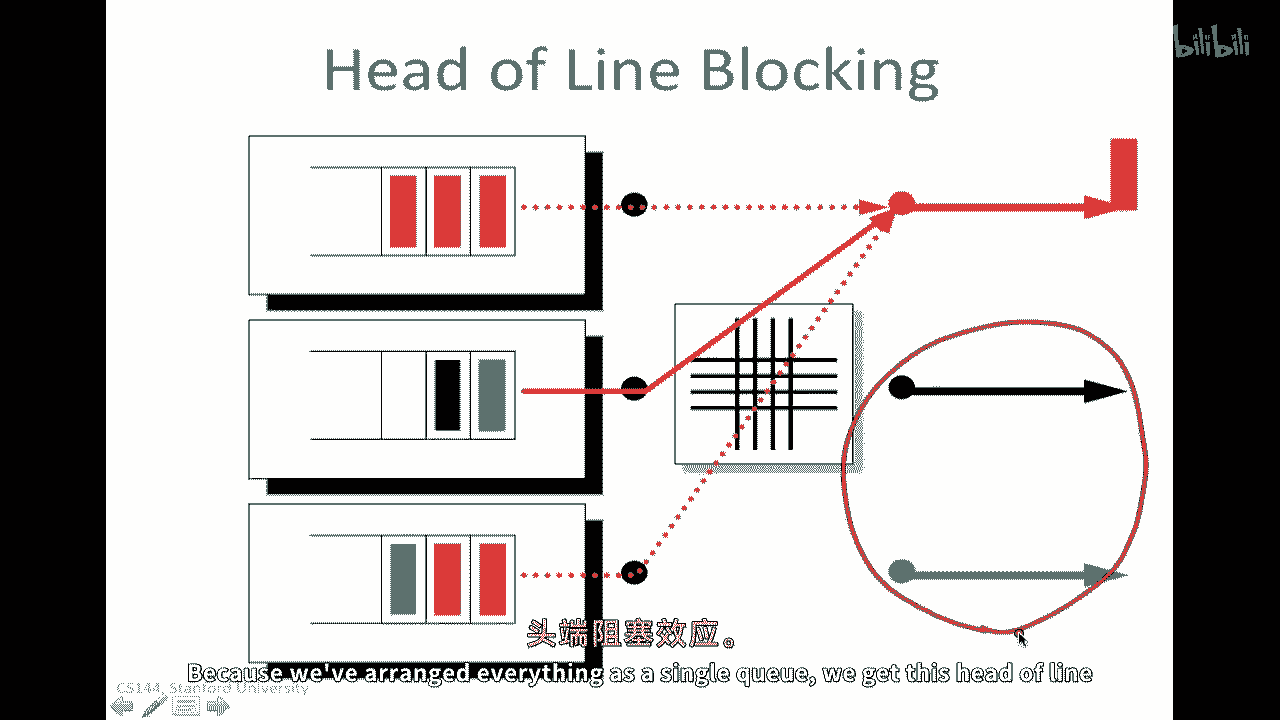 bilibili
Head of Line Blocking
头端阻塞效应。
Because we've arranged everything as a single queue, we get this head of line
CS144, Stanford University